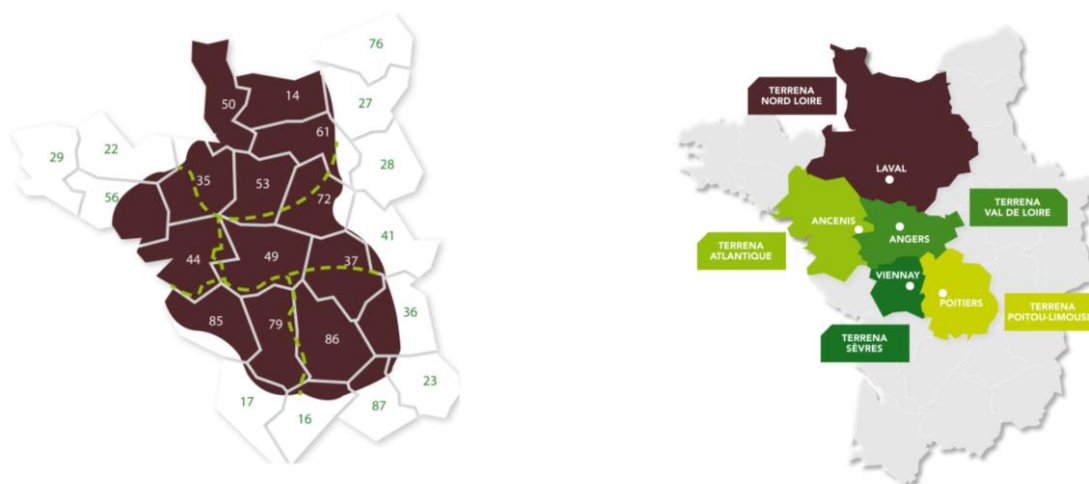 76
14
50
27
61
29
22
28
35
53
56
72
41
44
49
37
85
79
86
36
23
17
16
87
TERRENA
NORD LOIRE
LAVAL
TERRENA
VAL DE LOIRE
ANCENIS
ANGERS
TERRENA
ATLANTIQUE
VIENNAY
POITIERS
TERRENA
POITOU-LIMOUSI
TERRENA
SÈVRES